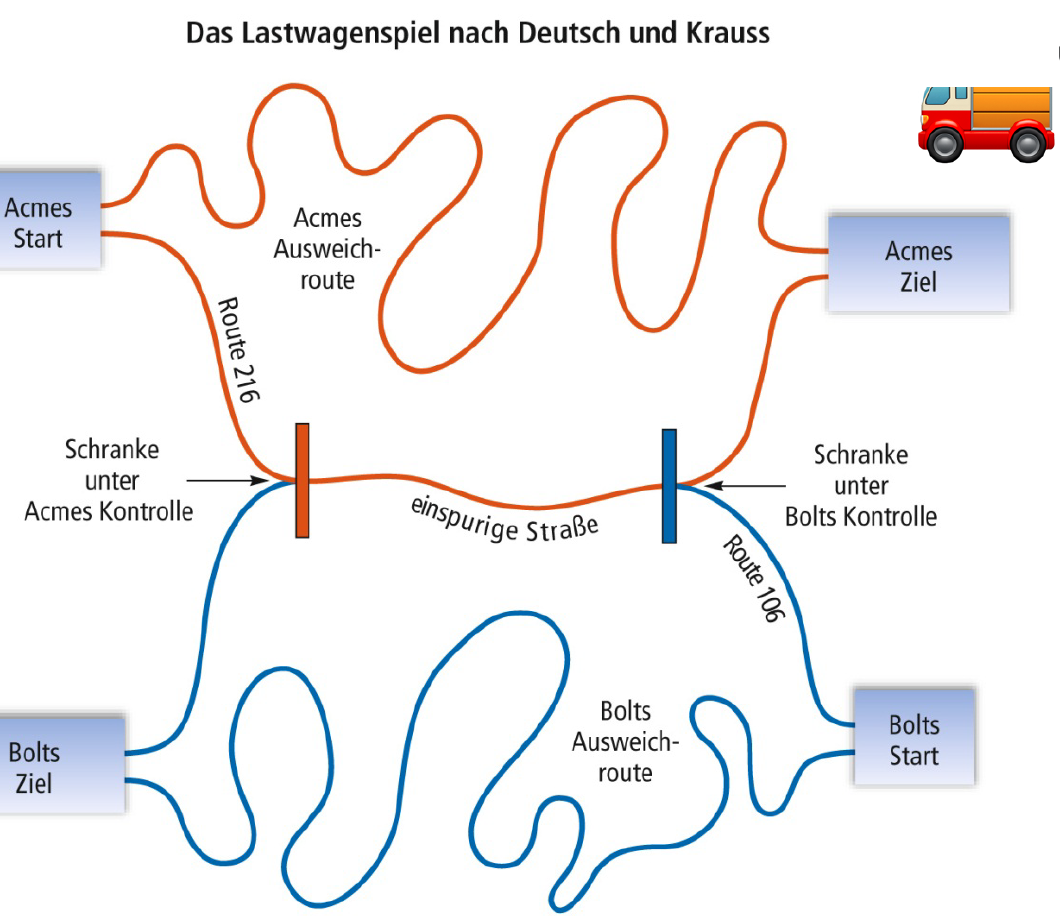 Das Lastwagenspiel nach Deutsch und Krauss
Acmes
Start
Acmes
Ausweich-
route
Acmes
Ziel
Route 216
Schranke
unter
Acmes Kontrolle
einspurige Straße
Schranke
unter
Bolts Kontrolle
Route 106
Bolts
Ziel
Bolts
Ausweich-
route
Bolts
Start